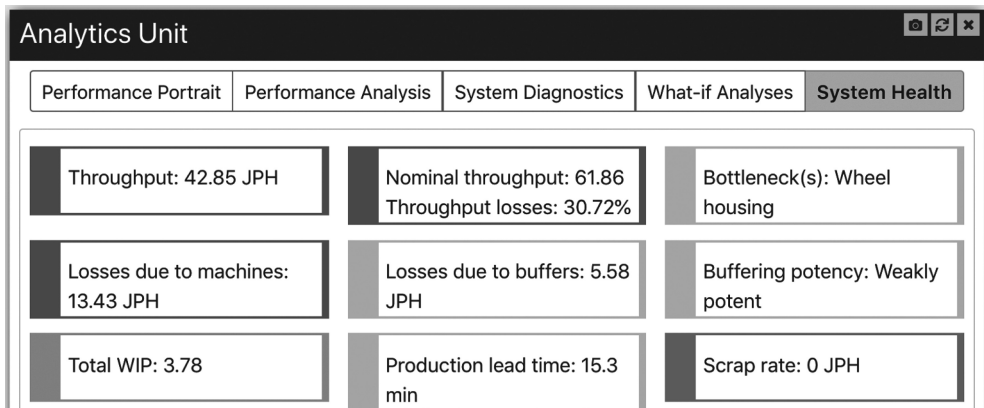 Analytics Unit
Performance Portrait
Performance Analysis
System Diagnostics
What-if Analyses
System Health
Throughput: 42.85 JPH
Nominal throughput: 61.86
Throughput losses: 30.72%
Bottleneck(s): Wheel
housing
Losses due to machines:
13.43 JPH
Losses due to buffers: 5.58
JPH
Buffering potency: Weakly
potent
Total WIP: 3.78
Production lead time: 15.3
min
Scrap rate: 0 JPH